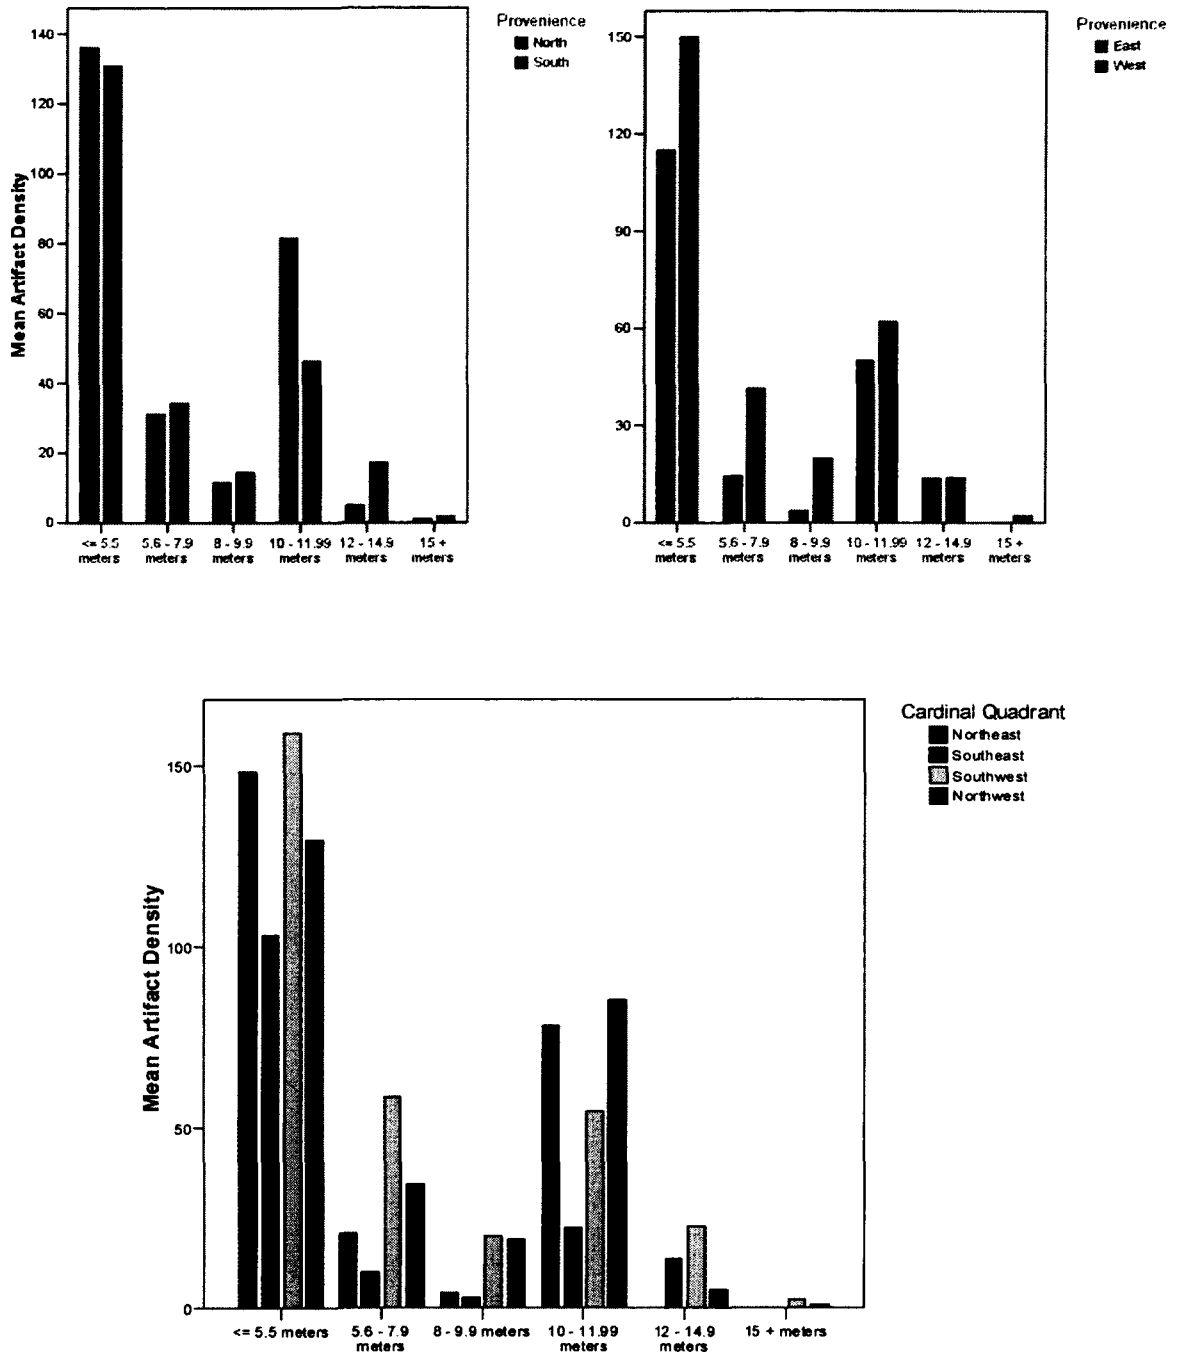 Provenience
North
South
Mean Artifact Density
140
120
100
80
60
40
20
0
<= 5.5 meters
5.6 - 7.9 meters
8 - 9.9 meters
10 - 11.99 meters
12 - 14.9 meters
15 + meters
Provenience
East
West
150
120
90
60
30
0
<= 5.5 meters
5.6 - 7.9 meters
8 - 9.9 meters
10 - 11.99 meters
12 - 14.9 meters
15 + meters
Cardinal Quadrant
Northeast
Southeast
Southwest
Northwest
Mean Artifact Density
150
100
50
0
<= 5.5 meters
5.6 - 7.9 meters
8 - 9.9 meters
10 - 11.99 meters
12 - 14.9 meters
15 + meters